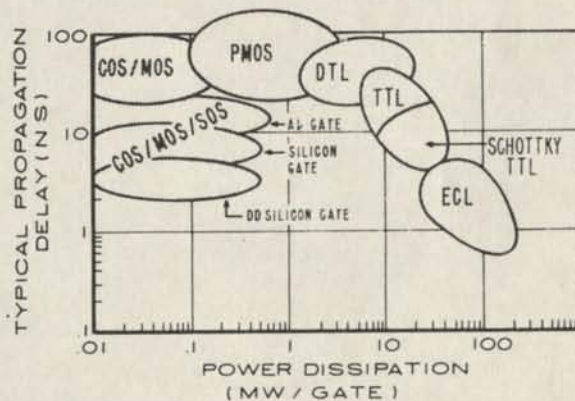 TYPICAL PROPAGATION
DELAY (NS)
100
10
1
.1
COS/MOS
PMOS
DTL
TTL
COS/MOS/SOS
AL GATE
SILICON
GATE
SCHOTTKY
TTL
DD SILICON GATE
ECL
.01
.1
1
10
100
POWER DISSIPATION
(MW/GATE)